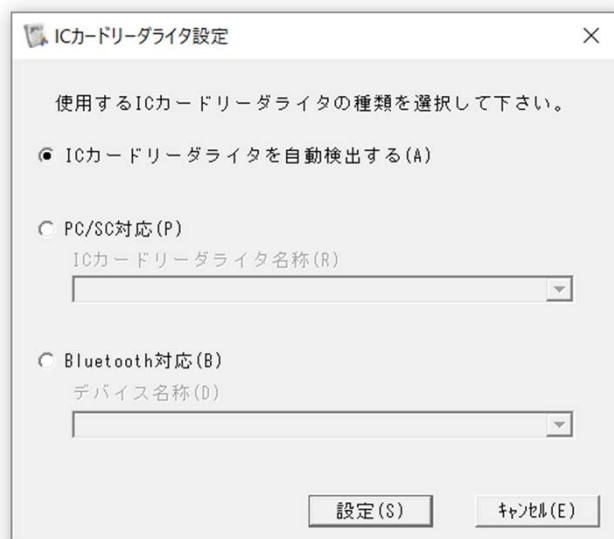 ICカードリーダライタ設定
使用するICカードリーダライタの種類を選択して下さい。
ICカードリーダライタを自動検出する(A)
PC/SC対応(P)
ICカードリーダライタ名称(R)
Bluetooth対応(B)
デバイス名称(D)
設定(S)
ｷｬﾝｾﾙ(E)